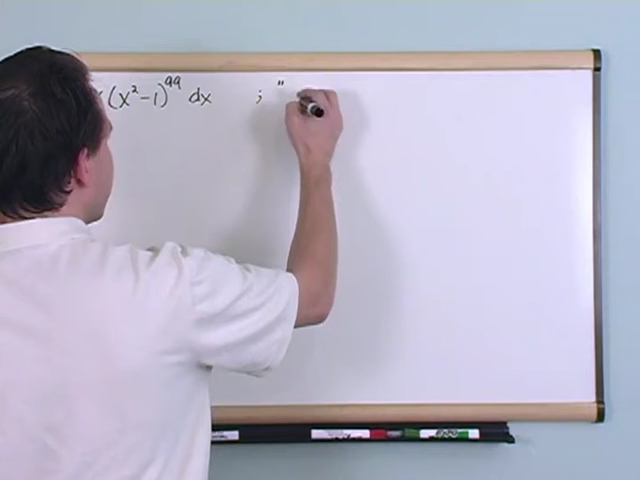 (x²-1)⁹⁹ dx ; "